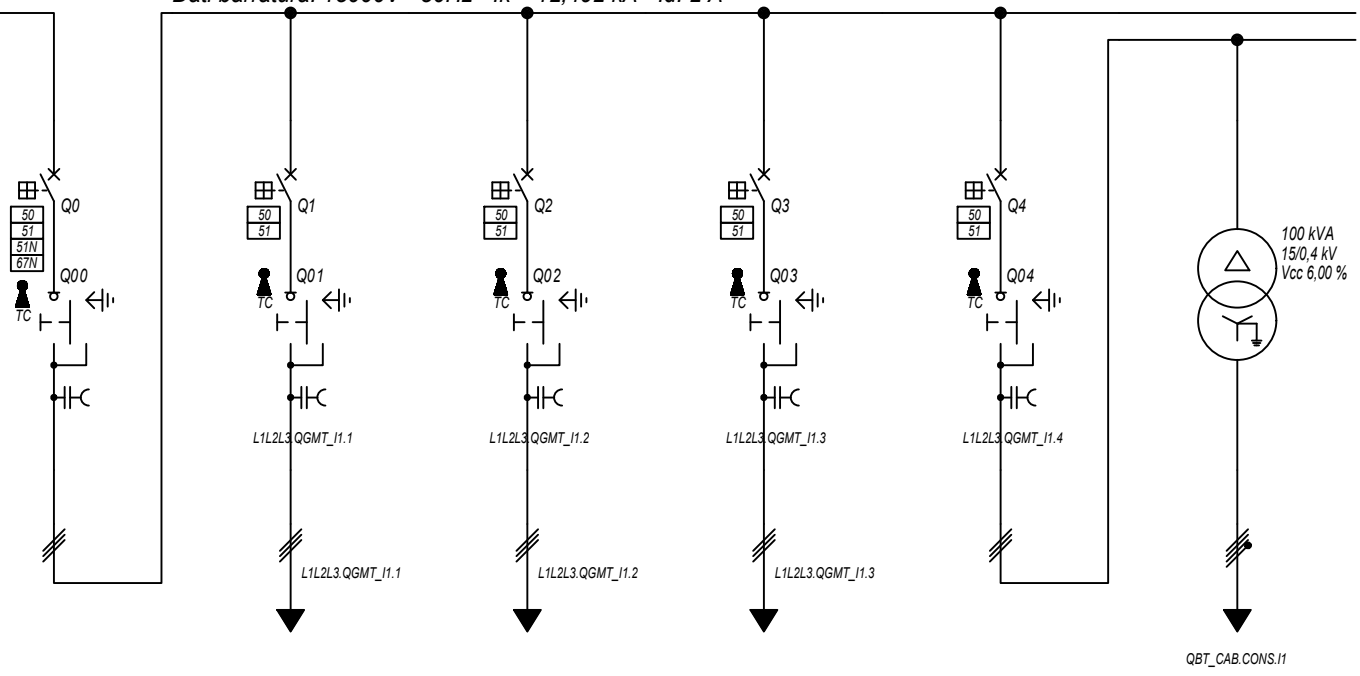 Dati barratura: kA
Q0
50
51
51N
67N
Q00
TC
Q1
50
51
Q01
TC
L1L2L3.QGMT_I1.1
L1L2L3.QGMT_I1.1
Q2
50
51
Q02
TC
L1L2L3.QGMT_I1.2
L1L2L3.QGMT_I1.2
Q3
50
51
Q03
TC
L1L2L3.QGMT_I1.3
L1L2L3.QGMT_I1.3
Q4
50
51
Q04
TC
L1L2L3.QGMT_I1.4
100 kVA
15/0,4 kV
Vcc 6,00 %
QBT_CAB.CONS.I1